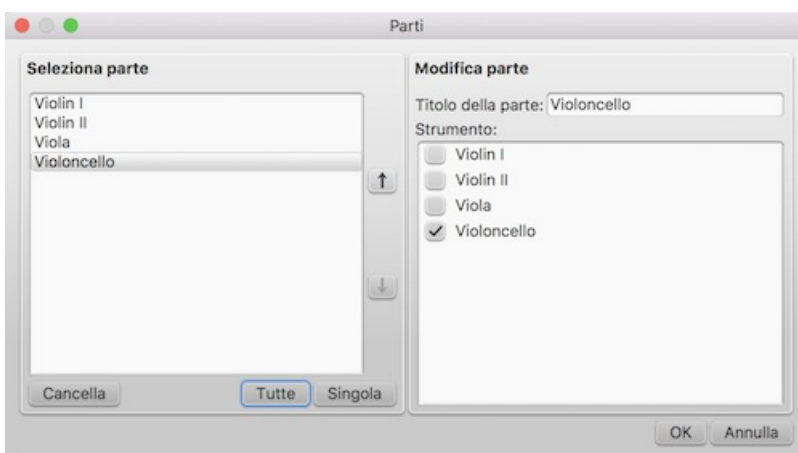 Parti
Seleziona parte
Violin I
Violin II
Viola
Violoncello
Cancella
Tutte
Singola
Modifica parte
Titolo della parte: Violoncello
Strumento:
Violin I
Violin II
Viola
Violoncello
OK
Annulla